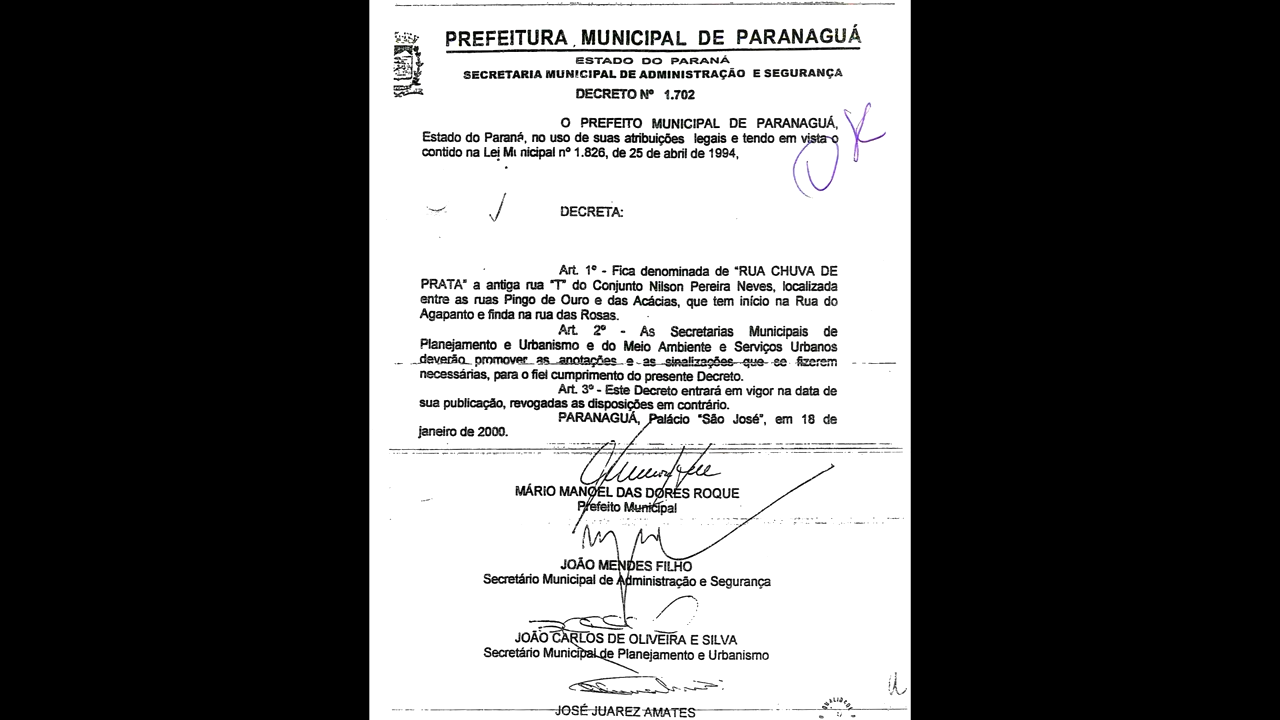 PREFEITURA MUNICIPAL DE PARANAGUÁ
ESTADO DO PARANÁ
SECRETARIA MUNICIPAL DE ADMINISTRAÇÃO E SEGURANÇA
DECRETO Nº 1.702
O PREFEITO MUNICIPAL DE PARANAGUÁ,
Estado do Paraná, no uso de suas atribuições legais e tendo em vista o
contido na Lei Municipal nº 1.826, de 25 de abril de 1994,
OK
DECRETA:
Art. 1º - Fica denominada de "RUA CHUVA DE
PRATA" a antiga rua "T" do Conjunto Nilson Pereira Neves, localizada
entre as ruas Pingo de Ouro e das Acácias, que tem início na Rua do
Agapanto e finda na rua das Rosas.
Art. 2º - As Secretarias Municipais de
Planejamento e Urbanismo e do Meio Ambiente e Serviços Urbanos
deverão promover as anotações e as sinalizações que se fizerem
necessárias, para o fiel cumprimento do presente Decreto.
Art. 3º - Este Decreto entrará em vigor na data de
sua publicação, revogadas as disposições em contrário.
PARANAGUÁ, Palácio "São José", em 18 de
janeiro de 2000.
MÁRIO MANOEL DAS DORES ROQUE
Prefeito Municipal
JOÃO MENDES FILHO
Secretário Municipal de Administração e Segurança
JOÃO CARLOS DE OLIVEIRA E SILVA
Secretário Municipal de Planejamento e Urbanismo
JOSÉ JUAREZ AMATES